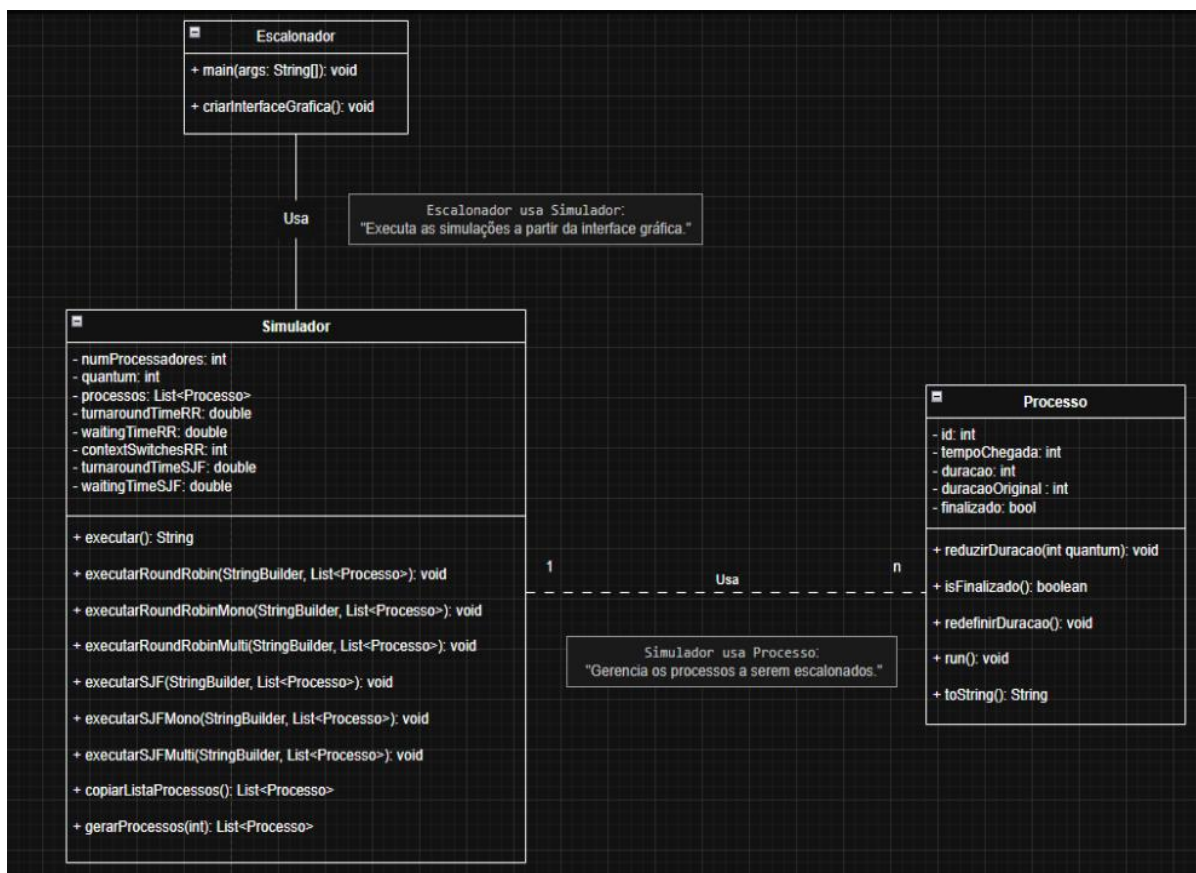 Escalonador
+ main(args: String[]): void
+ criarInterfaceGrafica(): void
Usa
Escalonador usa Simulador:
"Executa as simulações a partir da interface gráfica."
Simulador
- numProcessadores: int
- quantum: int
- processos: List<Processo>
- turnaroundTimeRR: double
- waitingTimeRR: double
- contextSwitchesRR: int
- turnaroundTimeSJF: double
- waitingTimeSJF: double
+ executar(): String
+ executarRoundRobin(StringBuilder, List<Processo>): void
+ executarRoundRobinMono(StringBuilder, List<Processo>): void
+ executarRoundRobinMulti(StringBuilder, List<Processo>): void
+ executarSJF(StringBuilder, List<Processo>): void
+ executarSJFMono(StringBuilder, List<Processo>): void
+ executarSJFMulti(StringBuilder, List<Processo>): void
+ copiarListaProcessos(): List<Processo>
+ gerarProcessos(int): List<Processo>
1
Usa
n
Simulador usa Processo:
"Gerencia os processos a serem escalonados."
Processo
- id: int
- tempoChegada: int
- duracao: int
- duracaoOriginal : int
- finalizado: bool
+ reduzirDuracao(int quantum): void
+ isFinalizado(): boolean
+ redefinirDuracao(): void
+ run(): void
+ toString(): String